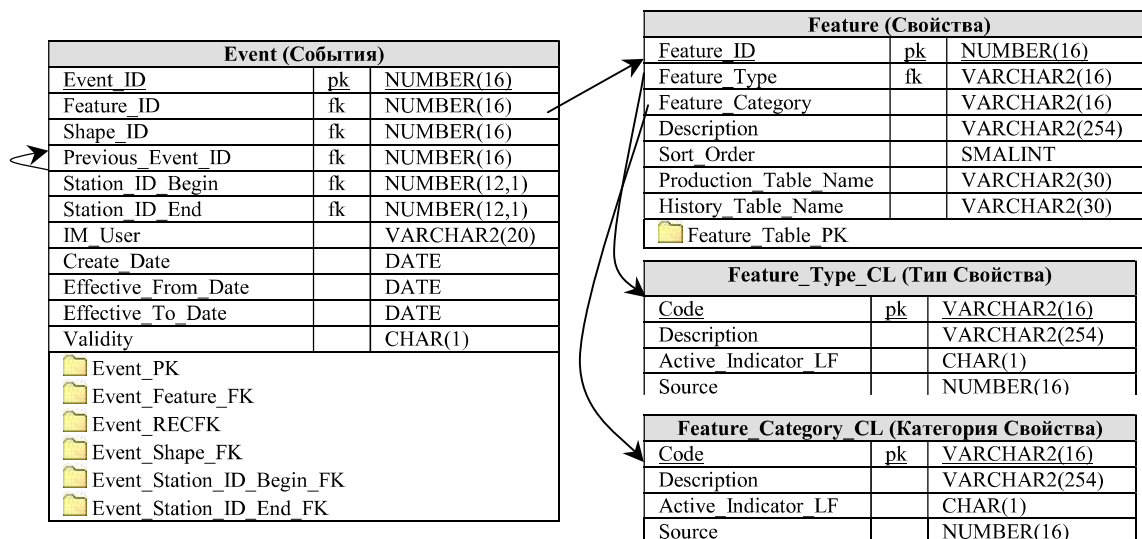 Event (События)
Event_ID pk NUMBER(16)
Feature_ID fk NUMBER(16)
Shape_ID fk NUMBER(16)
Previous_Event_ID fk NUMBER(16)
Station_ID_Begin fk NUMBER(12,1)
Station_ID_End fk NUMBER(12,1)
IM_User VARCHAR2(20)
Create_Date DATE
Effective_From_Date DATE
Effective_To_Date DATE
Validity CHAR(1)
Event_PK
Event_Feature_FK
Event_RECFK
Event_Shape_FK
Event_Station_ID_Begin_FK
Event_Station_ID_End_FK
Feature (Свойства)
Feature_ID pk NUMBER(16)
Feature_Type fk VARCHAR2(16)
Feature_Category VARCHAR2(16)
Description VARCHAR2(254)
Sort_Order SMALINT
Production_Table_Name VARCHAR2(30)
History_Table_Name VARCHAR2(30)
Feature_Table_PK
Feature_Type_CL (Тип Свойства)
Code pk VARCHAR2(16)
Description VARCHAR2(254)
Active_Indicator_LF CHAR(1)
Source NUMBER(16)
Feature_Category_CL (Категория Свойства)
Code pk VARCHAR2(16)
Description VARCHAR2(254)
Active_Indicator_LF CHAR(1)
Source NUMBER(16)